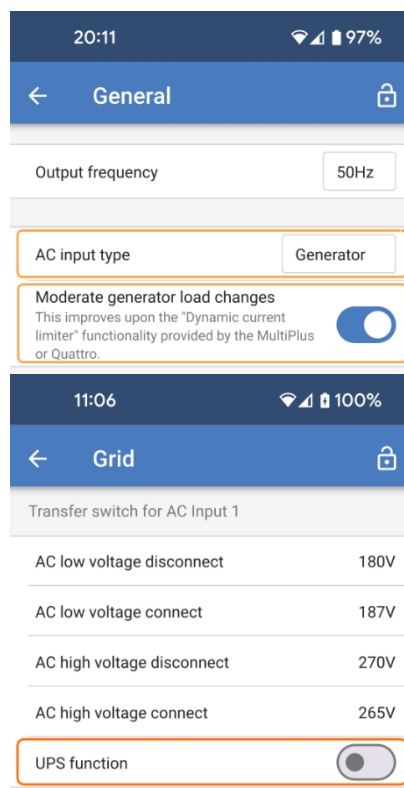 20:11 97%
General
Output frequency 50Hz
AC input type Generator
Moderate generator load changes
This improves upon the "Dynamic current
limiter" functionality provided by the MultiPlus
or Quattro.
11:06 100%
Grid
Transfer switch for AC Input 1
AC low voltage disconnect 180V
AC low voltage connect 187V
AC high voltage disconnect 270V
AC high voltage connect 265V
UPS function